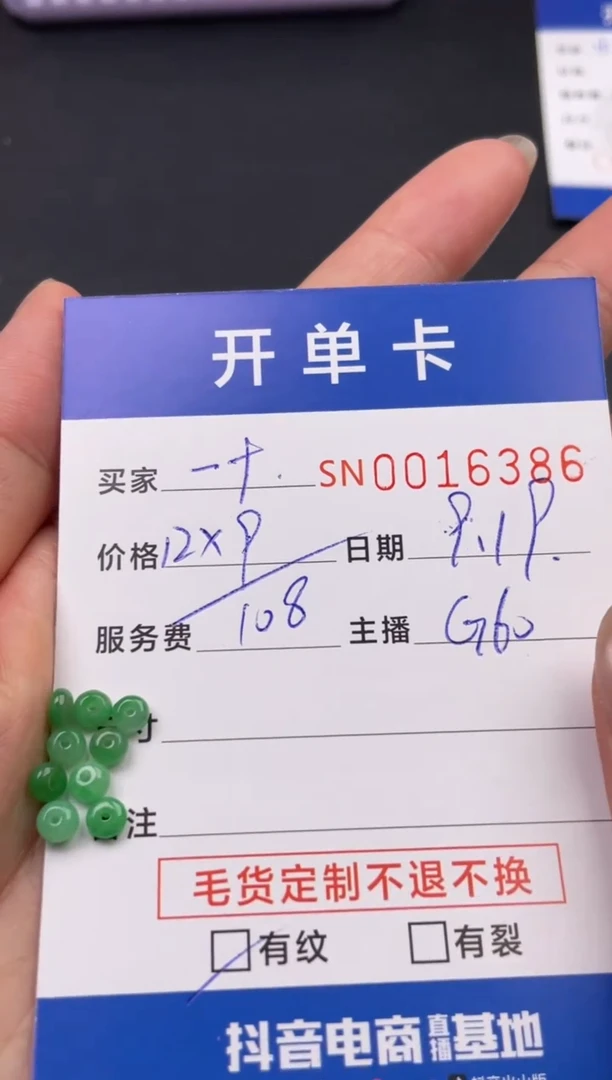 开单卡
买家 一十. SN0016386
价格 12×9 日期 9.19.
服务费 108 主播 G60
寸
注
毛货定制不退不换
有纹 有裂
抖音电商直播基地